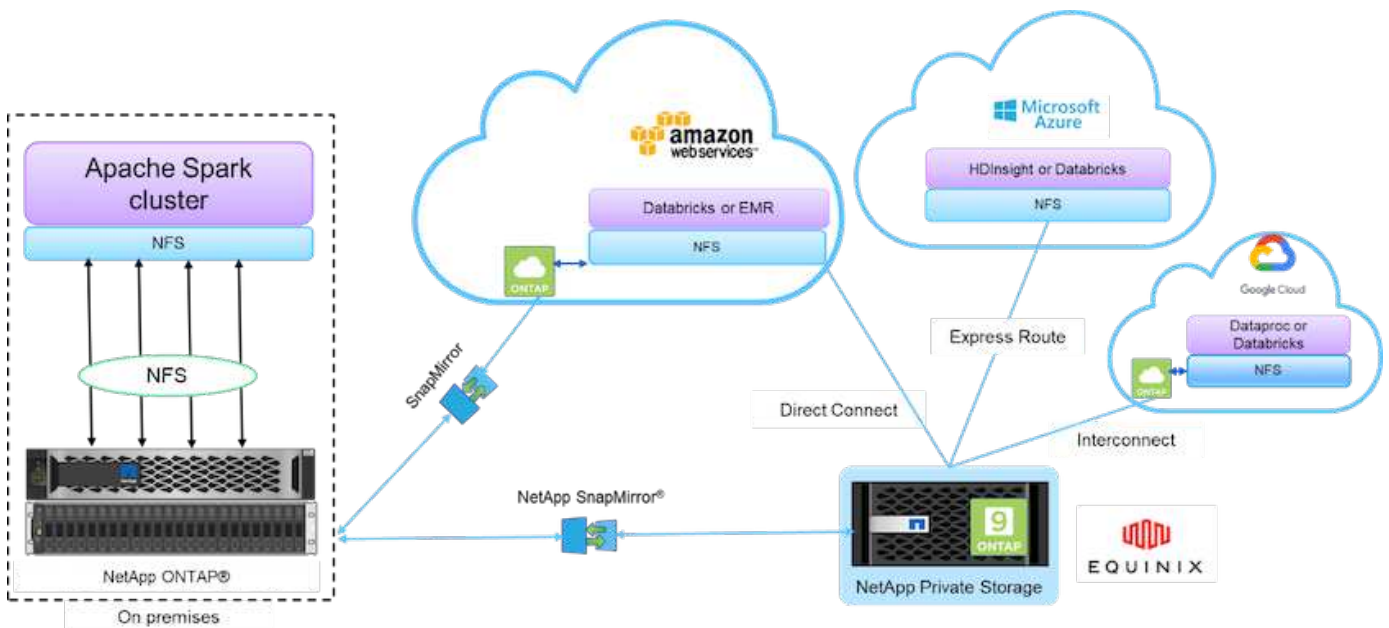 Apache Spark
cluster
NFS
NFS
NetApp ONTAP®
On premises
amazon
webservices™
Databricks or EMR
NFS
ONTAP
SnapMirror
NetApp SnapMirror®
Microsoft
Azure
HDInsight or Databricks
NFS
Express Route
Direct Connect
Interconnect
Google Cloud
Dataproc or
Databricks
NFS
ONTAP
9
ONTAP
NetApp Private Storage
EQUINIX